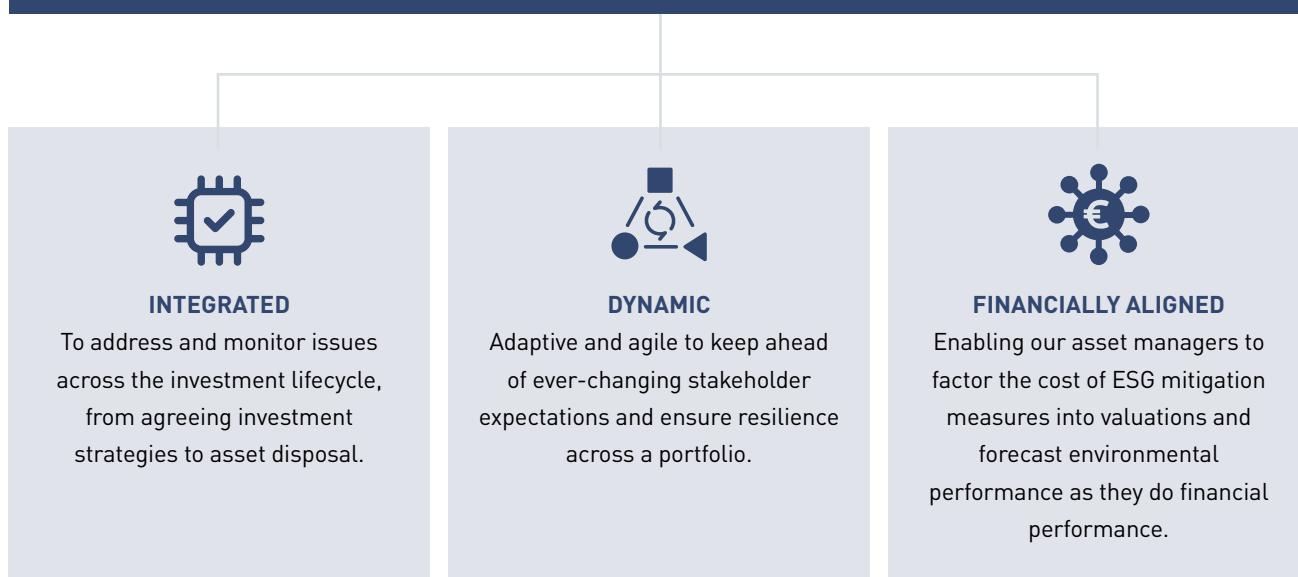 INTEGRATED
To address and monitor issues
across the investment lifecycle,
from agreeing investment
strategies to asset disposal.
DYNAMIC
Adaptive and agile to keep ahead
of ever-changing stakeholder
expectations and ensure resilience
across a portfolio.
€
FINANCIALLY ALIGNED
Enabling our asset managers to
factor the cost of ESG mitigation
measures into valuations and
forecast environmental
performance as they do financial
performance.